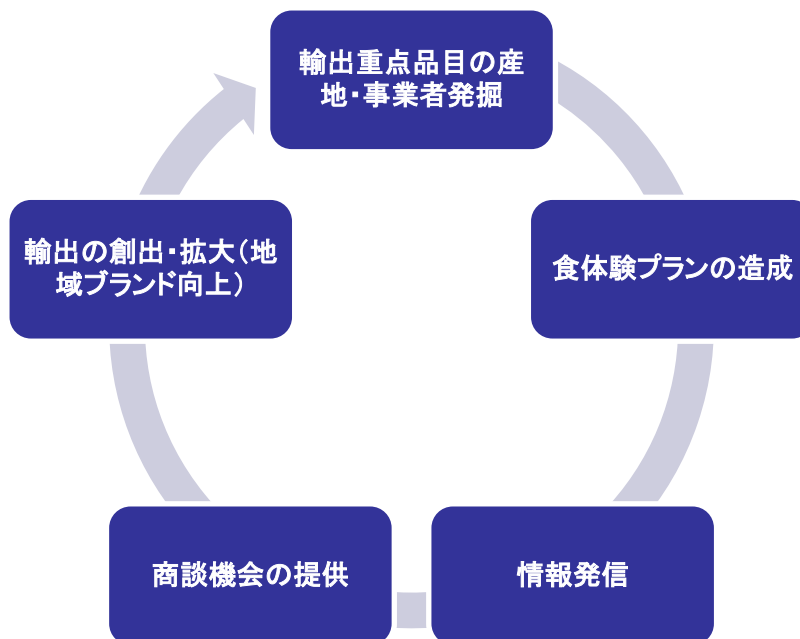 輸出重点品目の産
地・事業者発掘
食体験プランの造成
情報発信
商談機会の提供
輸出の創出・拡大（地
域ブランド向上）